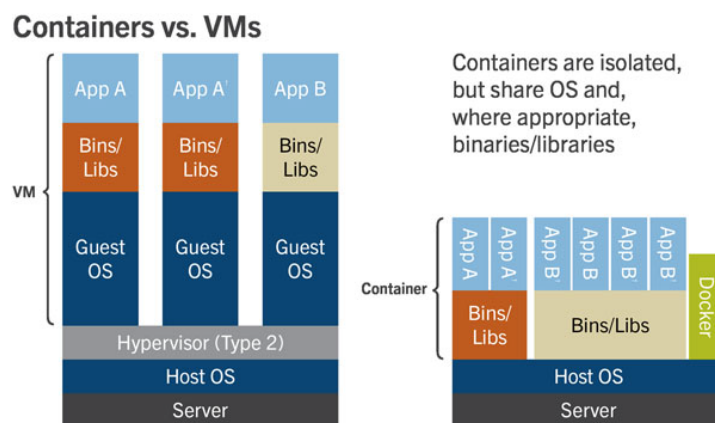 Containers vs. VMs
App A
App A'
App B
Bins/
Libs
Bins/
Libs
Bins/
Libs
VM
Guest
OS
Guest
OS
Guest
OS
Hypervisor (Type 2)
Host OS
Server
Containers are isolated,
but share OS and,
where appropriate,
binaries/libraries
Container
App A
App A'
App B'
App B
App B'
App B'
Bins/
Libs
Bins/Libs
Docker
Host OS
Server